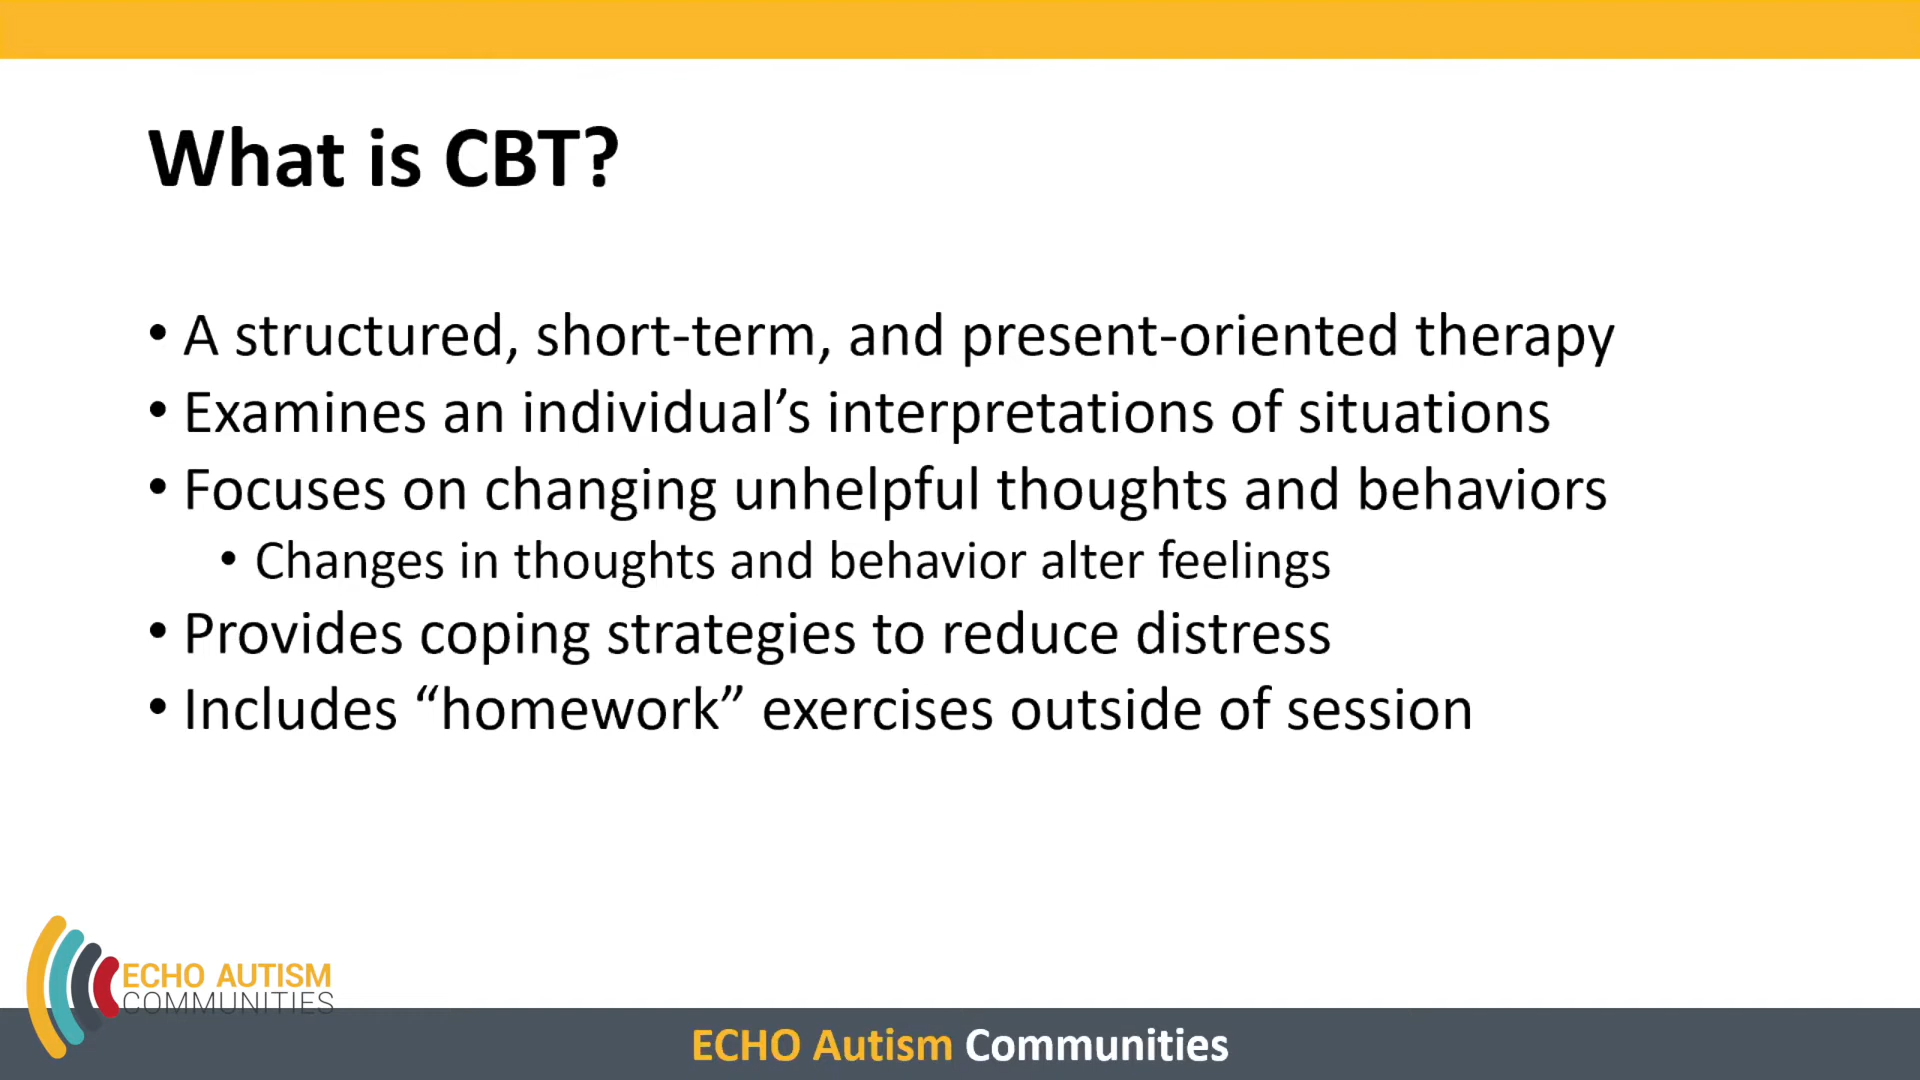 What is CBT?
• A structured, short-term, and present-oriented therapy
• Examines an individual’s interpretations of situations
• Focuses on changing unhelpful thoughts and behaviors
• Changes in thoughts and behavior alter feelings
• Provides coping strategies to reduce distress
• Includes “homework” exercises outside of session
ECHO AUTISM
COMMUNITIES
ECHO Autism Communities